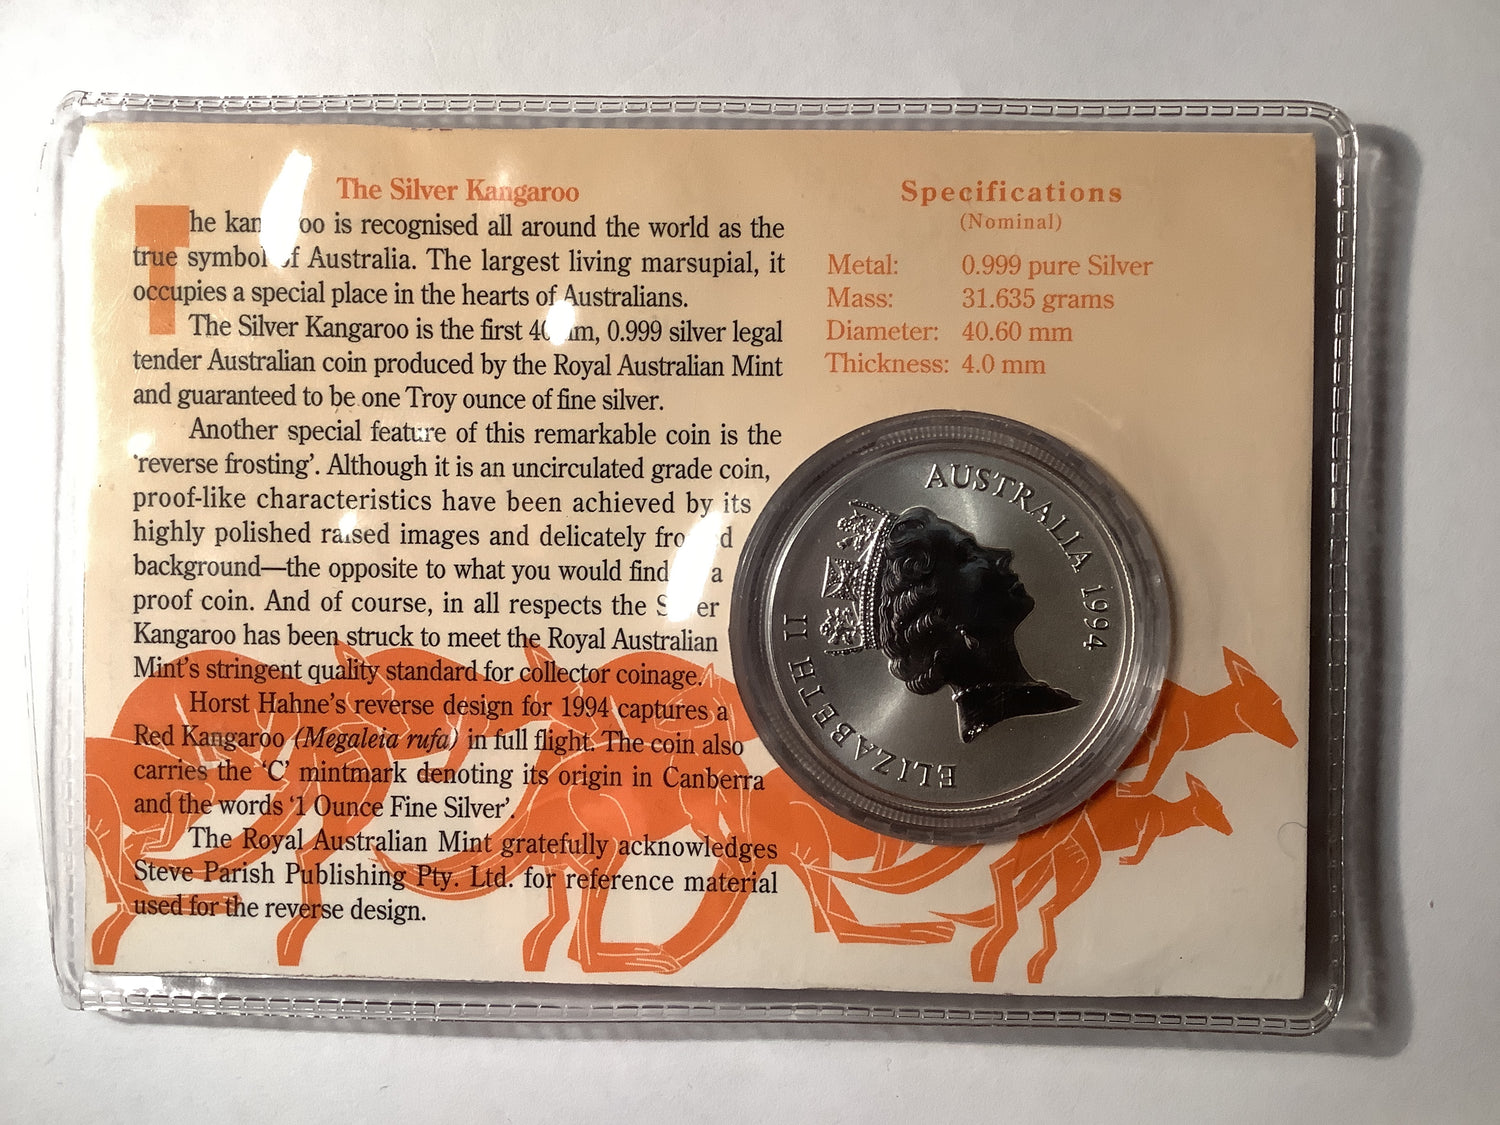 The Silver Kangaroo
The kan oo is recognised all around the world as the
true symbol of Australia. The largest living marsupial, it
occupies a special place in the hearts of Australians.
The Silver Kangaroo is the first 40mm, 0.999 silver legal
tender Australian coin produced by the Royal Australian Mint
and guaranteed to be one Troy ounce of fine silver.
Another special feature of this remarkable coin is the
'reverse frosting'. Although it is an uncirculated grade coin,
proof-like characteristics have been achieved by its
highly polished raised images and delicately fro d
background—the opposite to what you would find a
proof coin. And of course, in all respects the S er
Kangaroo has been struck to meet the Royal Australian
Mint's stringent quality standard for collector coinage.
Horst Hahne's reverse design for 1994 captures a
Red Kangaroo (Megaleia rufa) in full flight. The coin also
carries the 'C' mintmark denoting its origin in Canberra
and the words '1 Ounce Fine Silver'.
The Royal Australian Mint gratefully acknowledges
Steve Parish Publishing Pty. Ltd. for reference material
used for the reverse design.
Specifications
(Nominal)
Metal: 0.999 pure Silver
Mass: 31.635 grams
Diameter: 40.60 mm
Thickness: 4.0 mm
ELIZABETH II
AUSTRALIA 1994